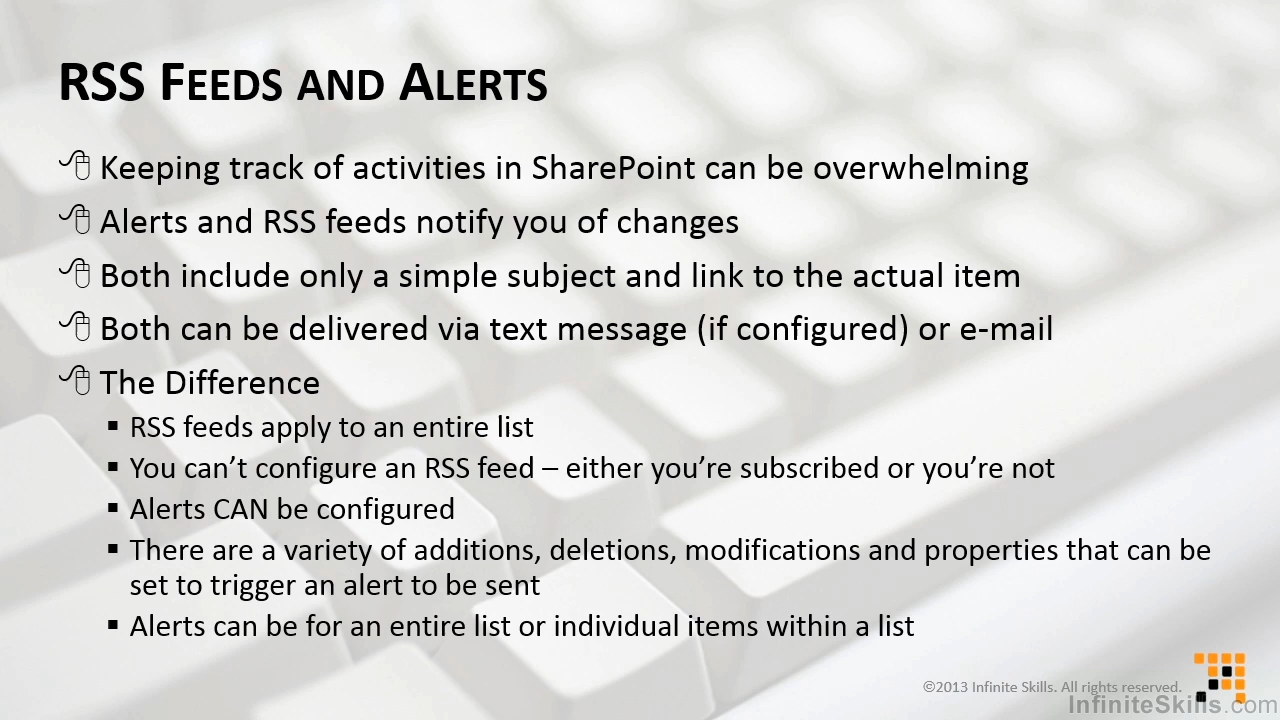 RSS FEEDS AND ALERTS
Keeping track of activities in SharePoint can be overwhelming
Alerts and RSS feeds notify you of changes
Both include only a simple subject and link to the actual item
Both can be delivered via text message (if configured) or e-mail
The Difference
▪ RSS feeds apply to an entire list
▪ You can’t configure an RSS feed – either you’re subscribed or you’re not
▪ Alerts CAN be configured
▪ There are a variety of additions, deletions, modifications and properties that can be
set to trigger an alert to be sent
▪ Alerts can be for an entire list or individual items within a list
©2013 Infinite Skills. All rights reserved.
InfiniteSkills.com